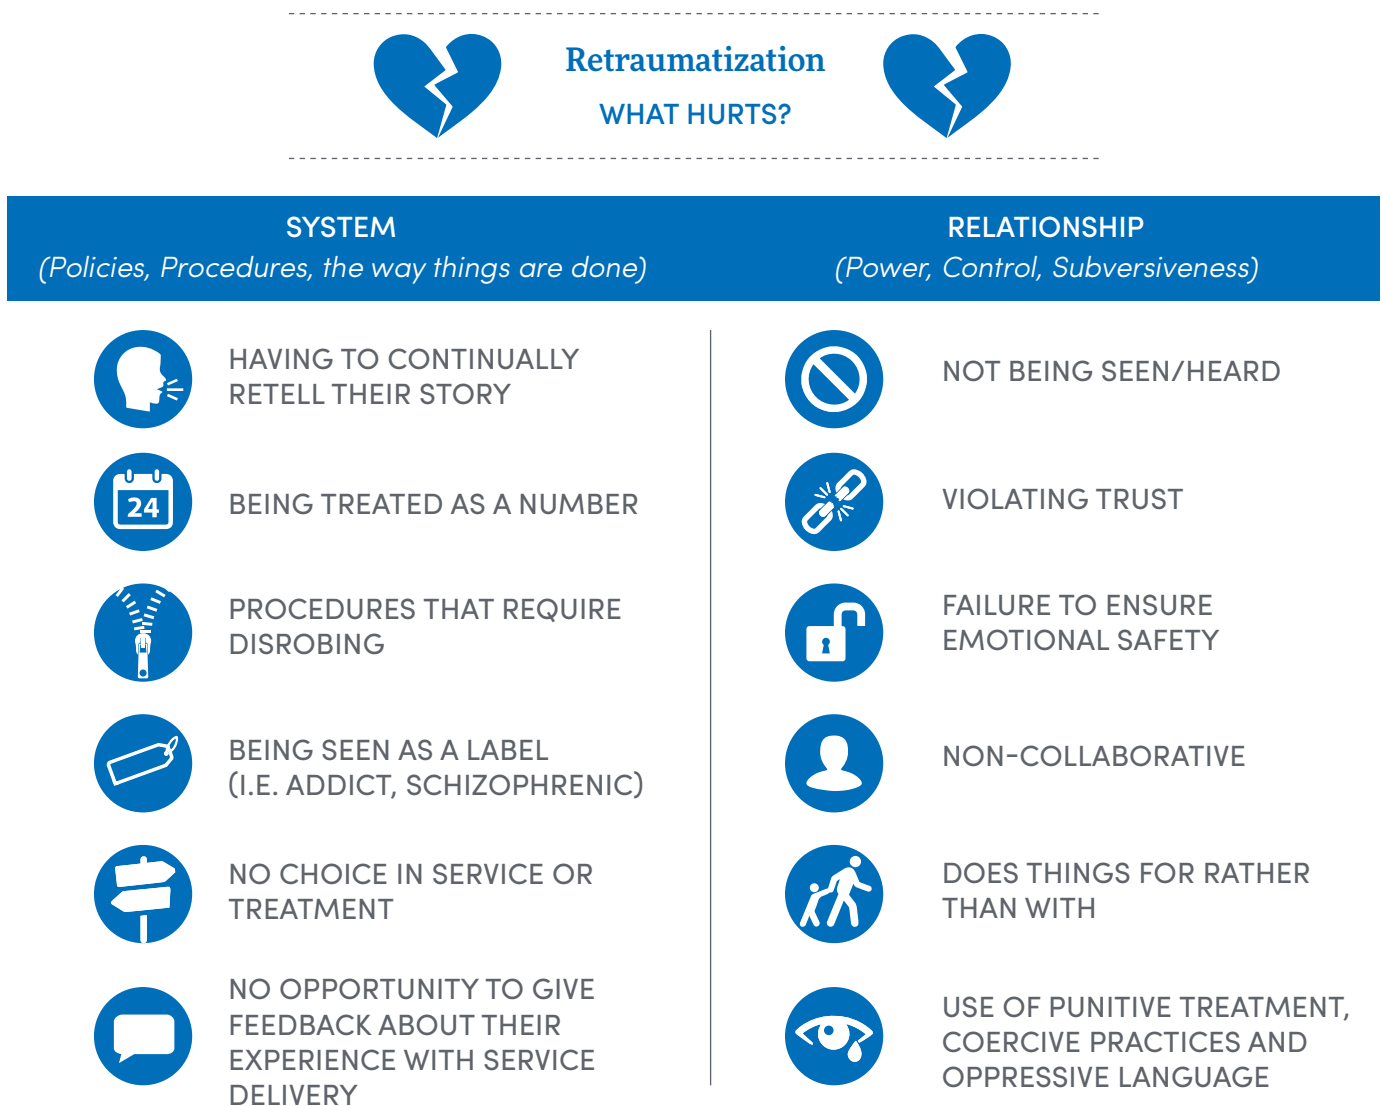 Retraumatization
WHAT HURTS?
SYSTEM
(Policies, Procedures, the way things are done)
HAVING TO CONTINUALLY
RETELL THEIR STORY
24
BEING TREATED AS A NUMBER
PROCEDURES THAT REQUIRE
DISROBING
BEING SEEN AS A LABEL
(I.E. ADDICT, SCHIZOPHRENIC)
NO CHOICE IN SERVICE OR
TREATMENT
NO OPPORTUNITY TO GIVE
FEEDBACK ABOUT THEIR
EXPERIENCE WITH SERVICE
DELIVERY
RELATIONSHIP
(Power, Control, Subversiveness)
NOT BEING SEEN/HEARD
VIOLATING TRUST
FAILURE TO ENSURE
EMOTIONAL SAFETY
NON-COLLABORATIVE
DOES THINGS FOR RATHER
THAN WITH
USE OF PUNITIVE TREATMENT,
COERCIVE PRACTICES AND
OPPRESSIVE LANGUAGE